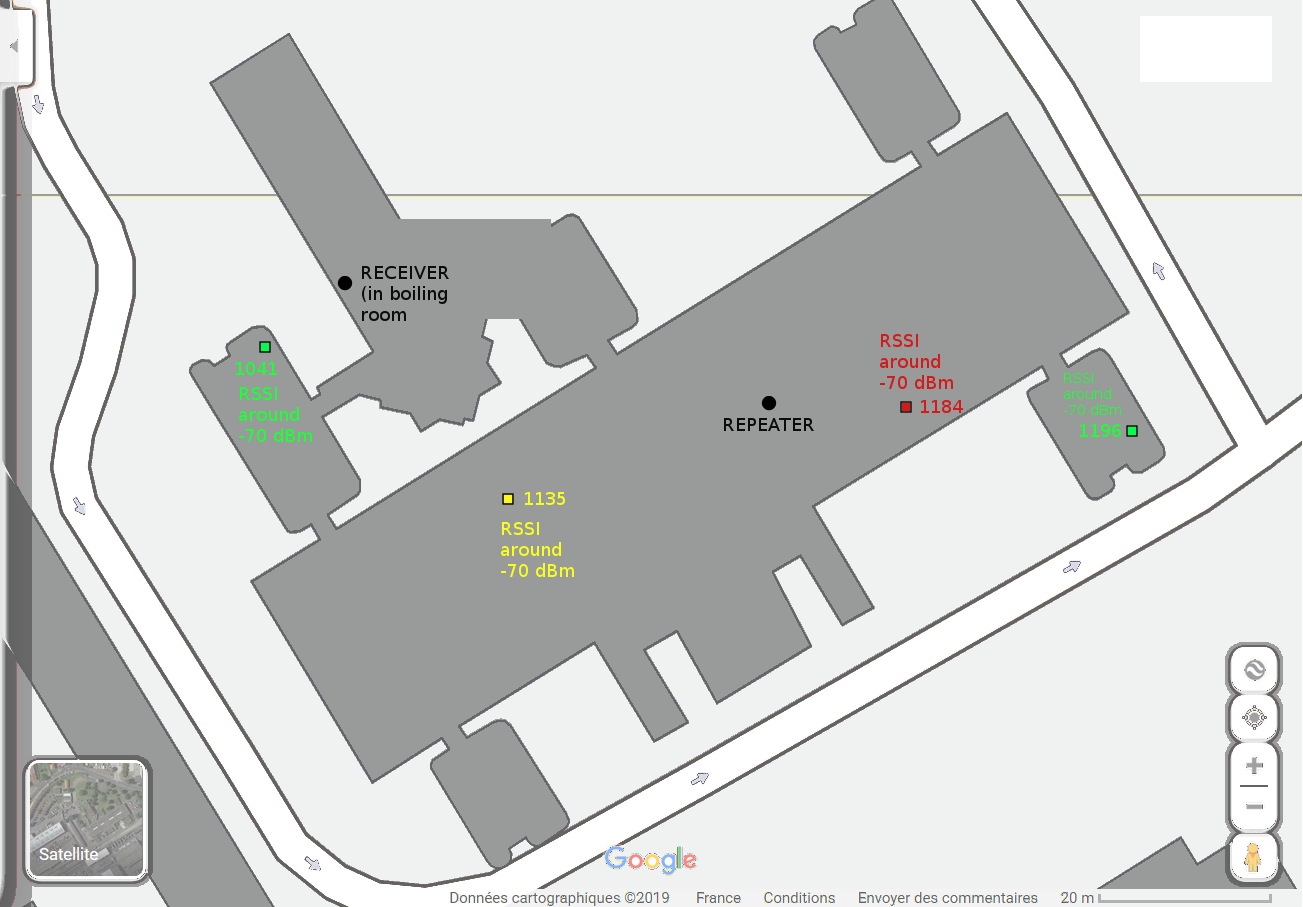 RECEIVER
(in boiling
room
RSSI
around
-70 dBm
1184
1041
RSSI
around
-70 dBm
RSSI
around
-70 dBm
1196
REPEATER
1135
RSSI
around
-70 dBm
Satellite
Google
Données cartographiques ©2019 France Conditions Envoyer des commentaires 20 m